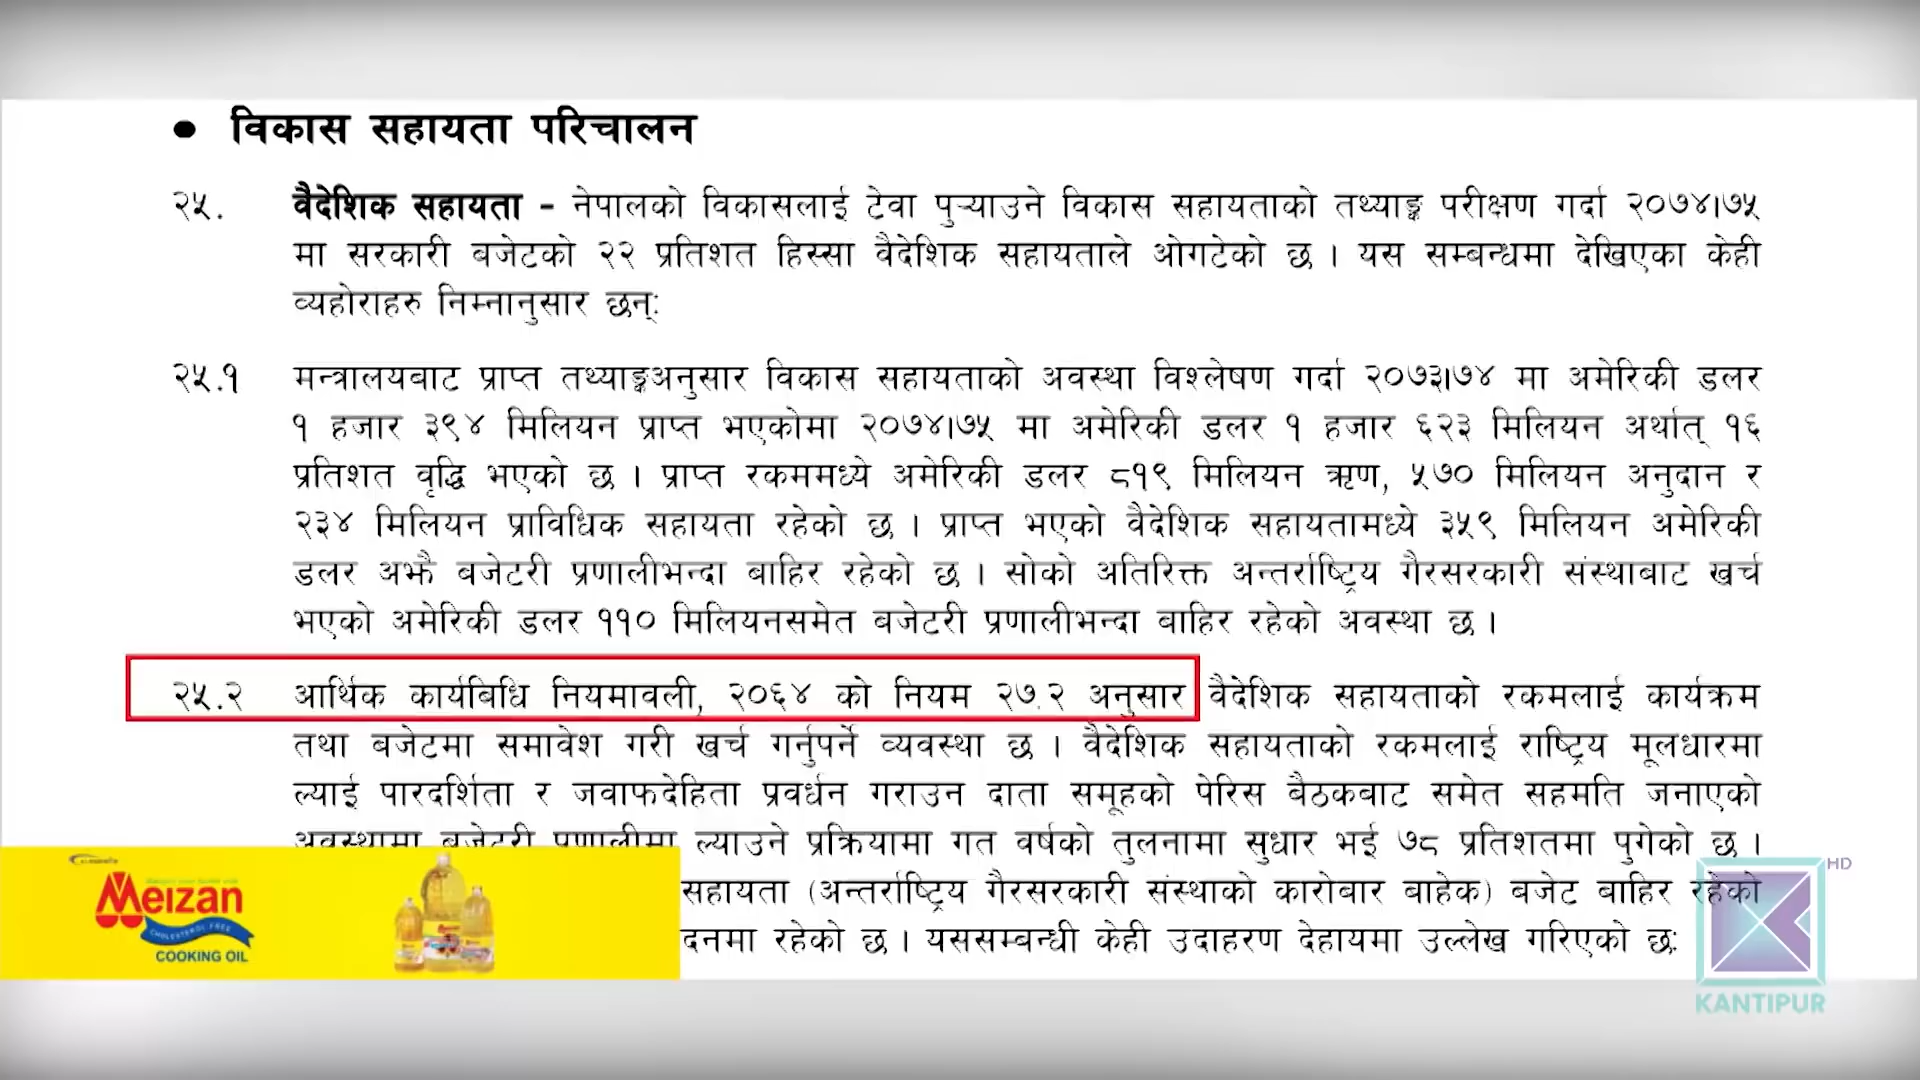 ● विकास सहायता परिचालन
२५. वैदेशिक सहायता - नेपालको विकासलाई टेवा पुर्‍याउने विकास सहायताको तथ्याङ्क परीक्षण गर्दा २०७४।७५
मा सरकारी बजेटको २२ प्रतिशत हिस्सा वैदेशिक सहायताले ओगटेको छ । यस सम्बन्धमा देखिएका केही
व्यहोराहरु निम्नानुसार छन्ः
२५.१ मन्त्रालयबाट प्राप्त तथ्याङ्कअनुसार विकास सहायताको अवस्था विश्लेषण गर्दा २०७३।७४ मा अमेरिकी डलर
१ हजार ३९४ मिलियन प्राप्त भएकोमा २०७४।७५ मा अमेरिकी डलर १ हजार ६२३ मिलियन अर्थात् १६
प्रतिशत वृद्धि भएको छ । प्राप्त रकममध्ये अमेरिकी डलर ८१९ मिलियन ऋण, ५७० मिलियन अनुदान र
२३४ मिलियन प्राविधिक सहायता रहेको छ । प्राप्त भएको वैदेशिक सहायतामध्ये ३५९ मिलियन अमेरिकी
डलर अझै बजेटरी प्रणालीभन्दा बाहिर रहेको छ । सोको अतिरिक्त अन्तर्राष्ट्रिय गैरसरकारी संस्थाबाट खर्च
भएको अमेरिकी डलर ११० मिलियनसमेत बजेटरी प्रणालीभन्दा बाहिर रहेको अवस्था छ ।
२५.२ आर्थिक कार्यबिधि नियमावली, २०६४ को नियम २७.२ अनुसार वैदेशिक सहायताको रकमलाई कार्यक्रम
तथा बजेटमा समावेश गरी खर्च गर्नुपर्ने व्यवस्था छ । वैदेशिक सहायताको रकमलाई राष्ट्रिय मूलधारमा
ल्याई पारदर्शिता र जवाफदेहिता प्रवर्धन गराउन दाता समूहको पेरिस बैठकबाट समेत सहमति जनाएको
अवस्थामा बजेटरी प्रणालीमा ल्याउने प्रक्रियामा गत वर्षको तुलनामा सुधार भई ७८ प्रतिशतमा पुगेको छ ।
सहायता (अन्तर्राष्ट्रिय गैरसरकारी संस्थाको कारोबार बाहेक) बजेट बाहिर रहेको
दनमा रहेको छ । यससम्बन्धी केही उदाहरण देहायमा उल्लेख गरिएको छः
Meizan
CHOLESTEROL FREE
COOKING OIL
HD
KANTIPUR